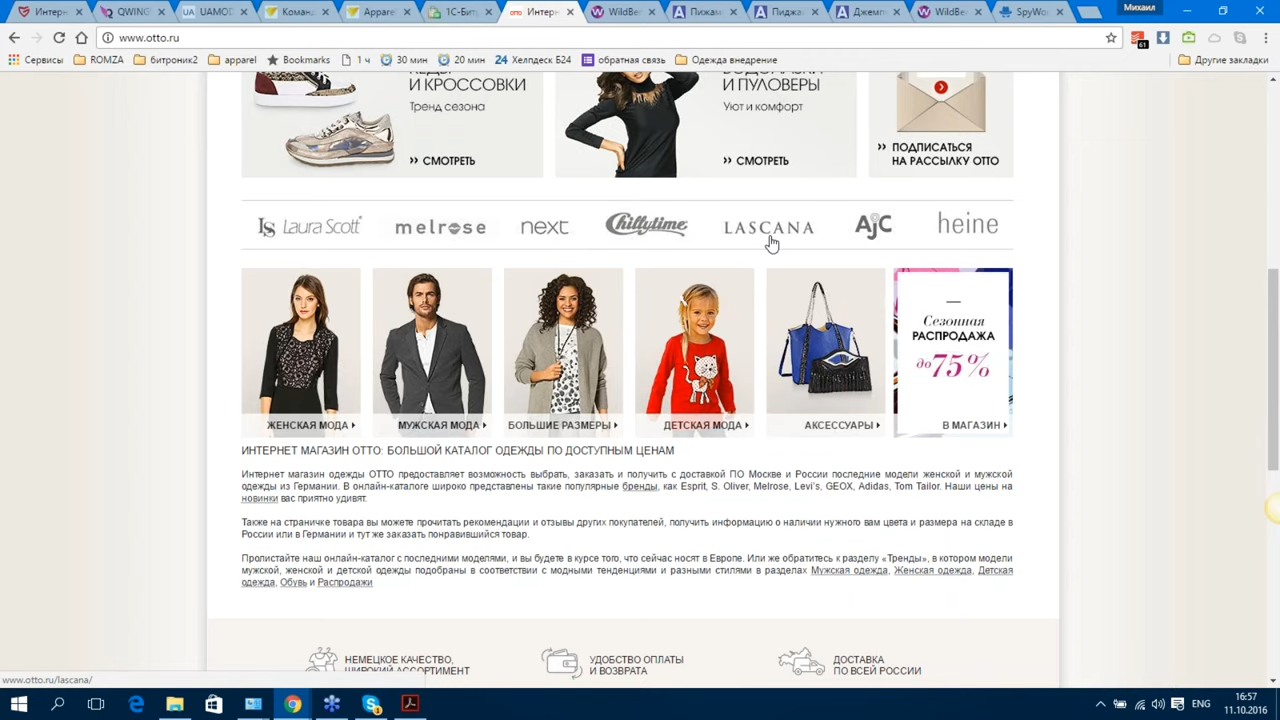 Интерн
QWING
UAMOD
Команд
Apparel
1С-Бит
Интерн
WildBe
Пижам
Пиджа
Джемп
WildBe
SpyWo
Михаил
www.otto.ru
61
Сервисы
ROMZA
битроник2
apparel
Bookmarks
1 ч
30 мин
20 мин
24 Хелпдеск Б24
обратная связь
Одежда внедрение
Другие закладки
И КРОССОВКИ
Тренд сезона
›› СМОТРЕТЬ
И ПУЛОВЕРЫ
Уют и комфорт
›› СМОТРЕТЬ
›› ПОДПИСАТЬСЯ
НА РАССЫЛКУ ОТТО
LS Laura Scott
melrose
next
Chillytime
LASCANA
AJC
heine
Сезонная
РАСПРОДАЖА
до 75%
ЖЕНСКАЯ МОДА
МУЖСКАЯ МОДА
БОЛЬШИЕ РАЗМЕРЫ
ДЕТСКАЯ МОДА
АКСЕССУАРЫ
В МАГАЗИН
ИНТЕРНЕТ МАГАЗИН ОТТО: БОЛЬШОЙ КАТАЛОГ ОДЕЖДЫ ПО ДОСТУПНЫМ ЦЕНАМ
Интернет магазин одежды ОТТО предоставляет возможность выбрать, заказать и получить с доставкой ПО Москве и России последние модели женской и мужской
одежды из Германии. В онлайн-каталоге широко представлены такие популярные бренды, как Esprit, S. Oliver, Melrose, Levi's, GEOX, Adidas, Tom Tailor. Наши цены на
новинки вас приятно удивят.
Также на страничке товара вы можете прочитать рекомендации и отзывы других покупателей, получить информацию о наличии нужного вам цвета и размера на складе в
России или в Германии и тут же заказать понравившийся товар.
Пролистайте наш онлайн-каталог с последними моделями, и вы будете в курсе того, что сейчас носят в Европе. Или же обратитесь к разделу «Тренды», в котором модели
мужской, женской и детской одежды подобраны в соответствии с модными тенденциями и разными стилями в разделах Мужская одежда, Женская одежда, Детская
одежда, Обувь и Распродажи
НЕМЕЦКОЕ КАЧЕСТВО,
ШИРОКИЙ АССОРТИМЕНТ
УДОБСТВО ОПЛАТЫ
И ВОЗВРАТА
ДОСТАВКА
ПО ВСЕЙ РОССИИ
www.otto.ru/lascana/
ENG
16:57
11.10.2016